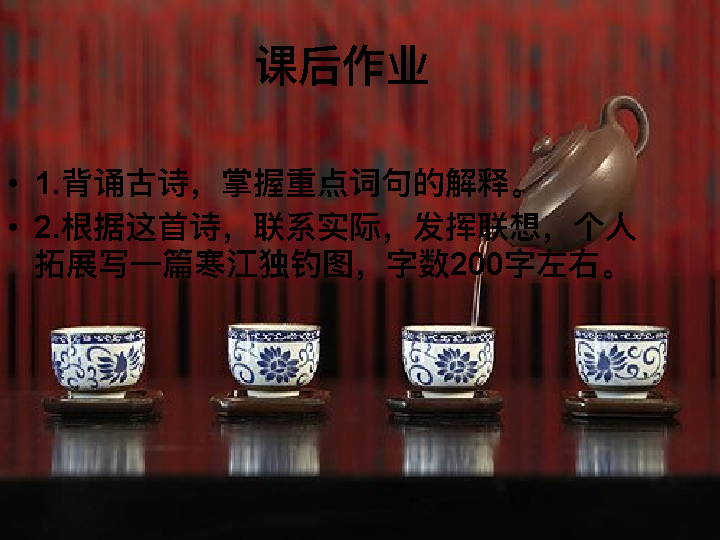 课后作业
• 1.背诵古诗，掌握重点词句的解释。
• 2.根据这首诗，联系实际，发挥联想，个人
拓展写一篇寒江独钓图，字数200字左右。